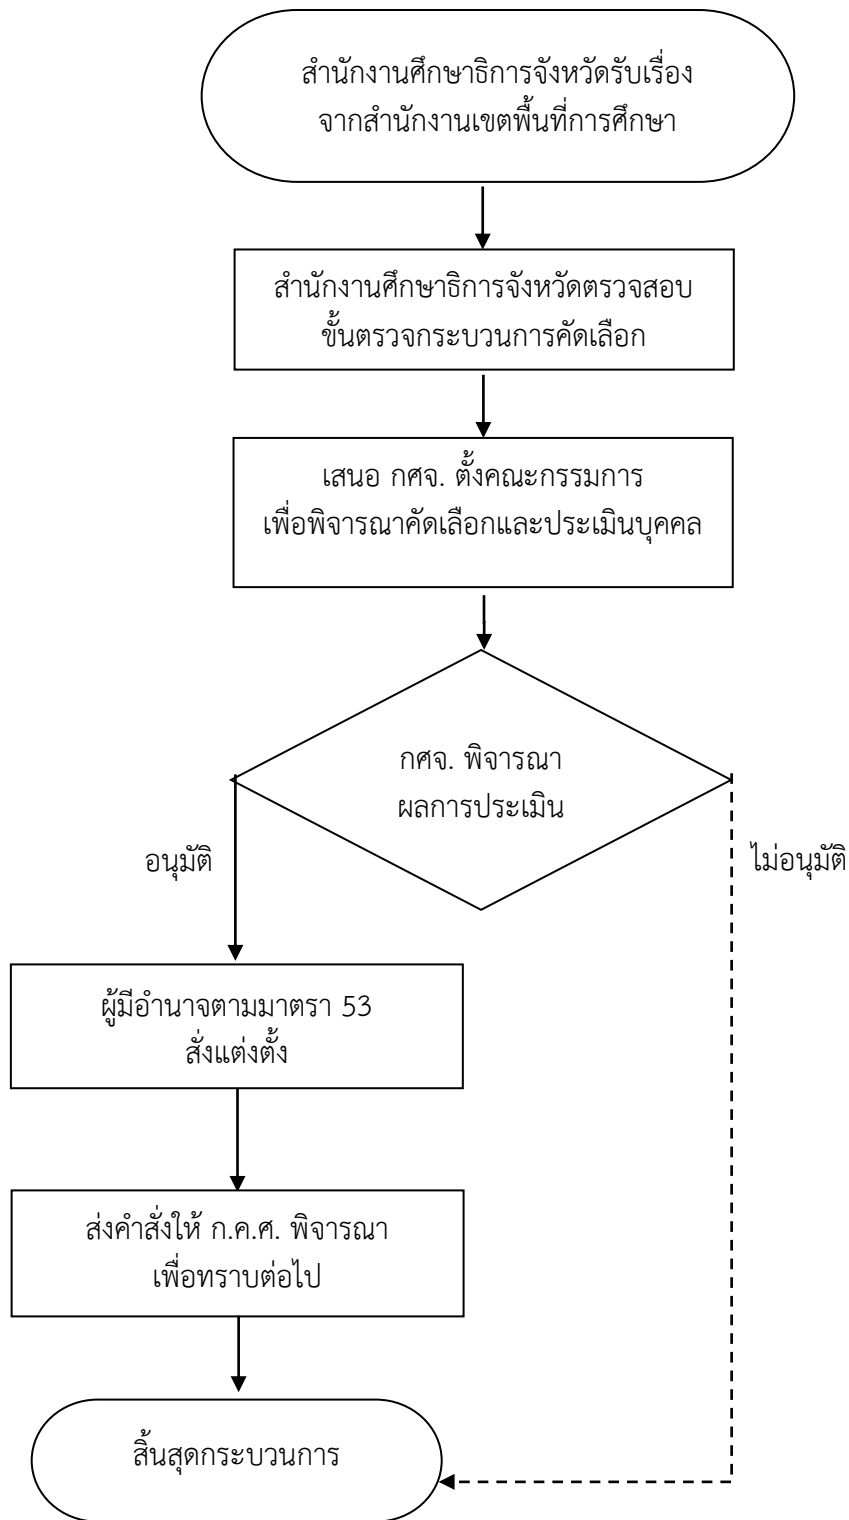 สำนักงานศึกษาธิการจังหวัดรับเรื่อง
จากสำนักงานเขตพื้นที่การศึกษา
สำนักงานศึกษาธิการจังหวัดตรวจสอบ
ขั้นตรวจกระบวนการคัดเลือก
เสนอ กศจ. ตั้งคณะกรรมการ
เพื่อพิจารณาคัดเลือกและประเมินบุคคล
กศจ. พิจารณา
ผลการประเมิน
อนุมัติ
ไม่อนุมัติ
ผู้มีอำนาจตามมาตรา 53
สั่งแต่งตั้ง
ส่งคำสั่งให้ ก.ค.ศ. พิจารณา
เพื่อทราบต่อไป
สิ้นสุดกระบวนการ